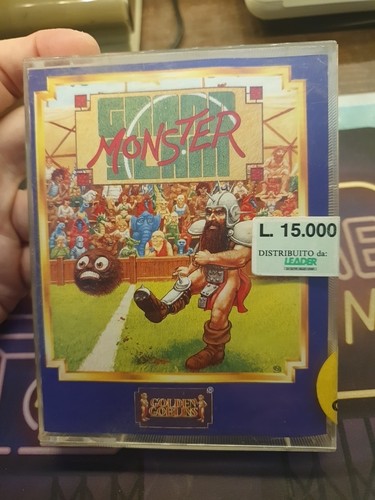 GRAND
MONSTER
SLAM
L. 15.000
DISTRIBUITO da:
LEADER
GOLDEN
GOBLINS
®